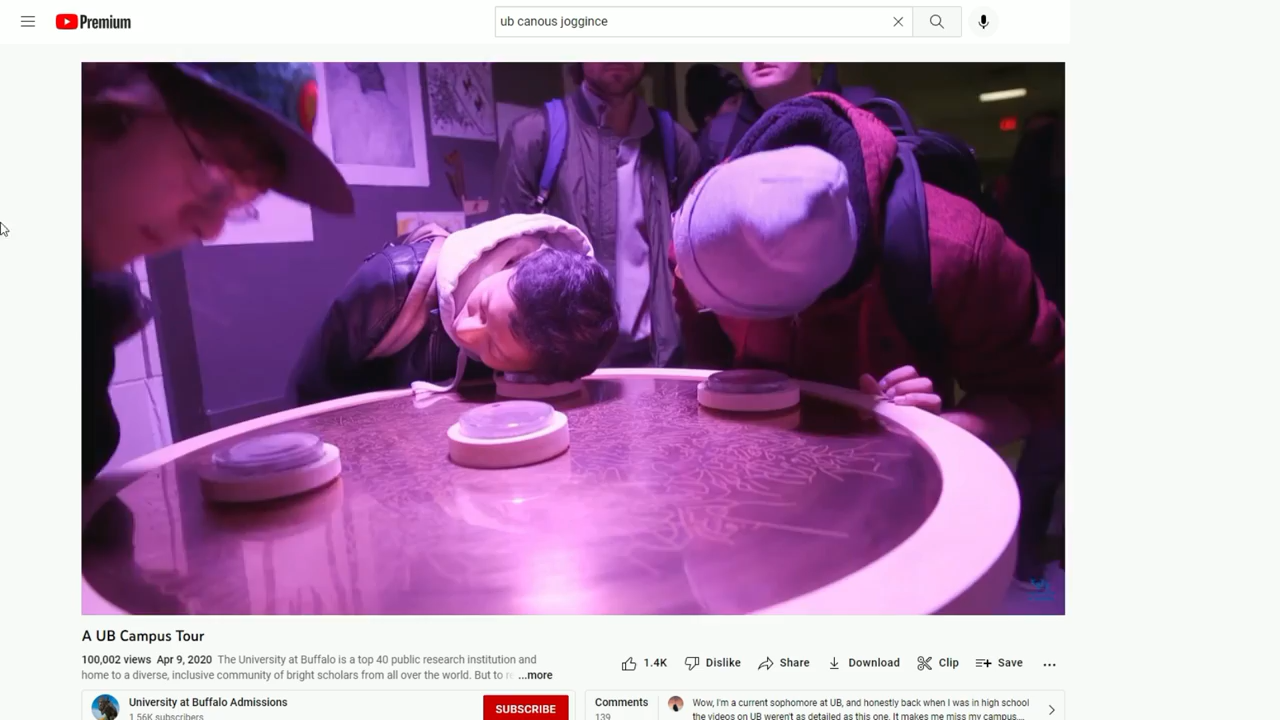 Premium
ub canous joggince
A UB Campus Tour
100,002 views Apr 9, 2020 The University at Buffalo is a top 40 public research institution and
home to a diverse, inclusive community of bright scholars from all over the world. But to r ...more
1.4K Dislike Share Download Clip Save
University at Buffalo Admissions
1.56K subscribers
SUBSCRIBE
Comments
139
Wow, I'm a current sophomore at UB, and honestly back when I was in high school
the videos on UB weren't as detailed as this one. It makes me miss my campus....